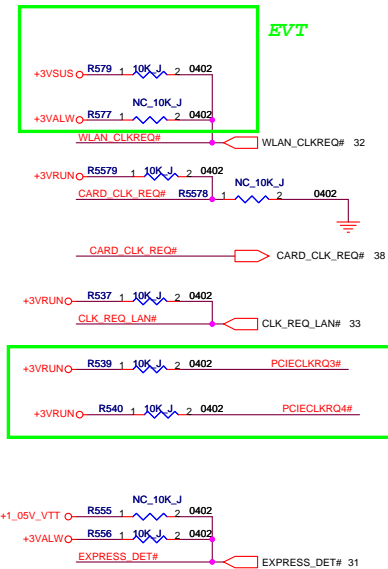 EVT
+3VSUS R579 1 10K_J 2 0402
NC_10K_J
+3VALW R577 1 2 0402
WLAN_CLKREQ# WLAN_CLKREQ# 32
+3VRUN R5579 1 10K_J 2 0402
NC_10K_J
CARD_CLK_REQ# R5578 1 2 0402
CARD_CLK_REQ# CARD_CLK_REQ# 38
+3VRUN R537 1 10K_J 2 0402
CLK_REQ_LAN# CLK_REQ_LAN# 33
+3VRUN R539 1 10K_J 2 0402 PCIECLKRQ3#
+3VRUN R540 1 10K_J 2 0402 PCIECLKRQ4#
NC_10K_J
+1_05V_VTT R555 1 2 0402
+3VALW R556 1 10K_J 2 0402
EXPRESS_DET# EXPRESS_DET# 31